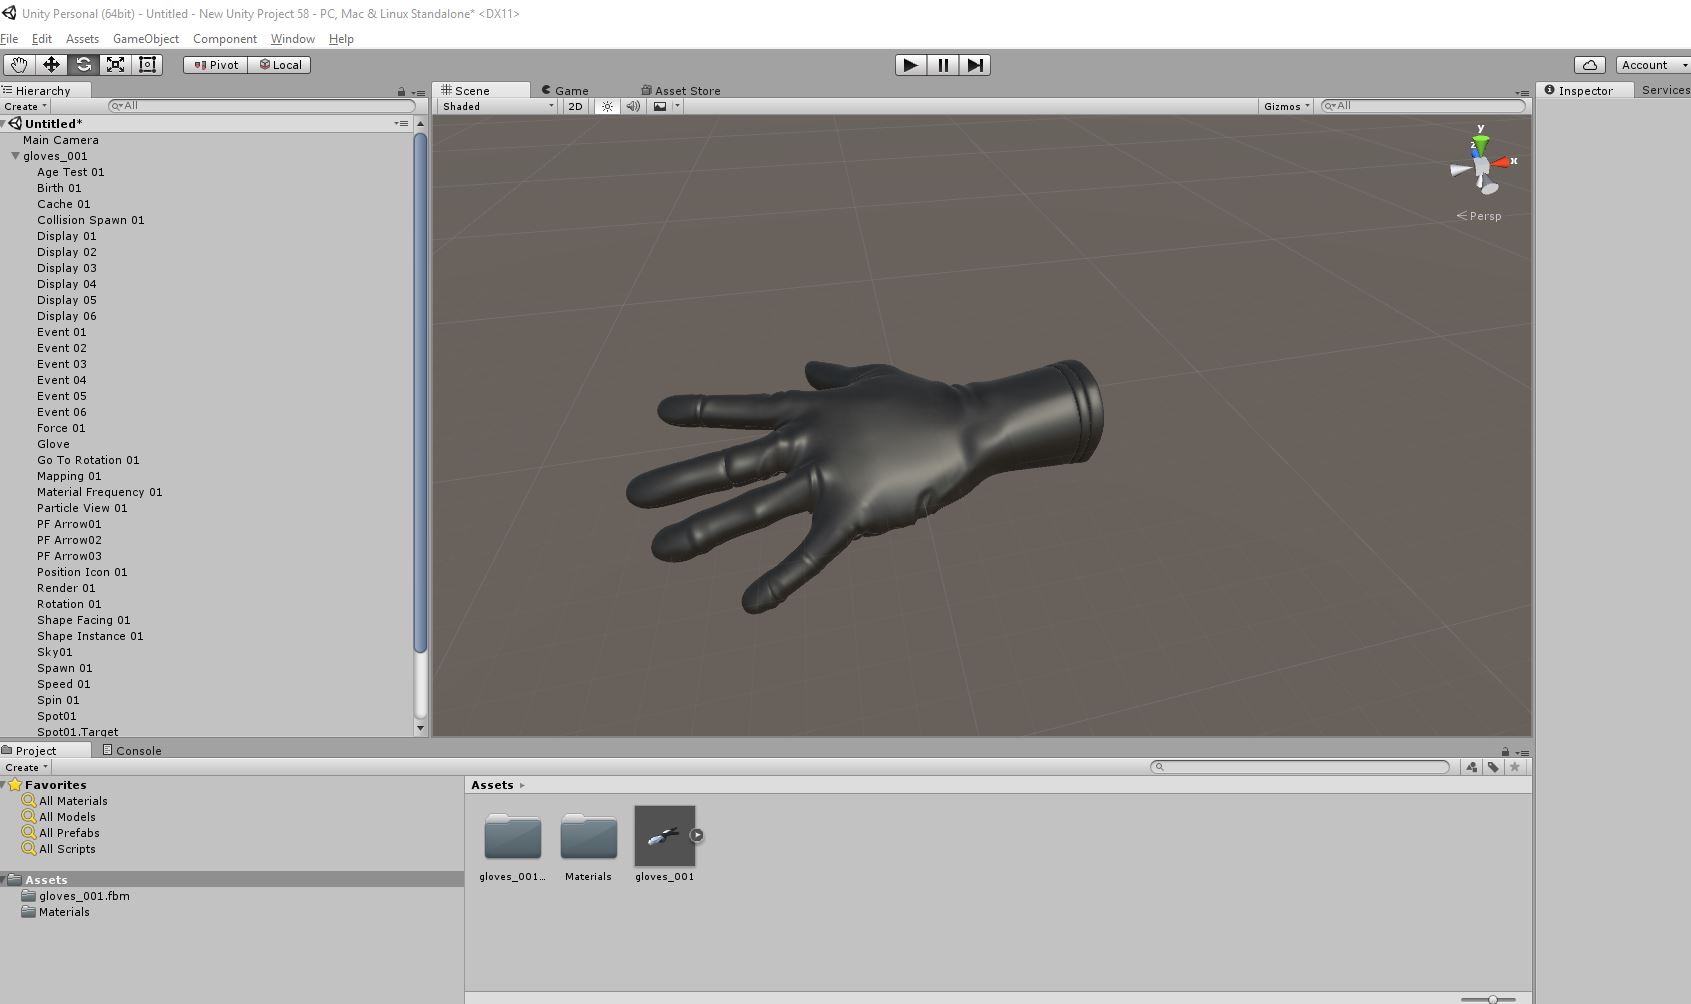 Unity Personal (64bit) - Untitled - New Unity Project 58 - PC, Mac & Linux Standalone* <DX11>
File Edit Assets GameObject Component Window Help
Pivot Local Account
Hierarchy
Scene Game Asset Store
Inspector Services
Create All
Shaded 2D Gizmos All
Untitled*
Main Camera
gloves_001
Age Test 01
Birth 01
Cache 01
Collision Spawn 01
Display 01
Display 02
Display 03
Display 04
Display 05
Display 06
Event 01
Event 02
Event 03
Event 04
Event 05
Event 06
Force 01
Glove
Go To Rotation 01
Mapping 01
Material Frequency 01
Particle View 01
PF Arrow01
PF Arrow02
PF Arrow03
Position Icon 01
Render 01
Rotation 01
Shape Facing 01
Shape Instance 01
Sky01
Spawn 01
Speed 01
Spin 01
Spot01
Spot01.Target
y
z
x
Persp
Project Console
Create
Favorites
All Materials
All Models
All Prefabs
All Scripts
Assets
gloves_001.fbm
Materials
Assets
gloves_001... Materials gloves_001